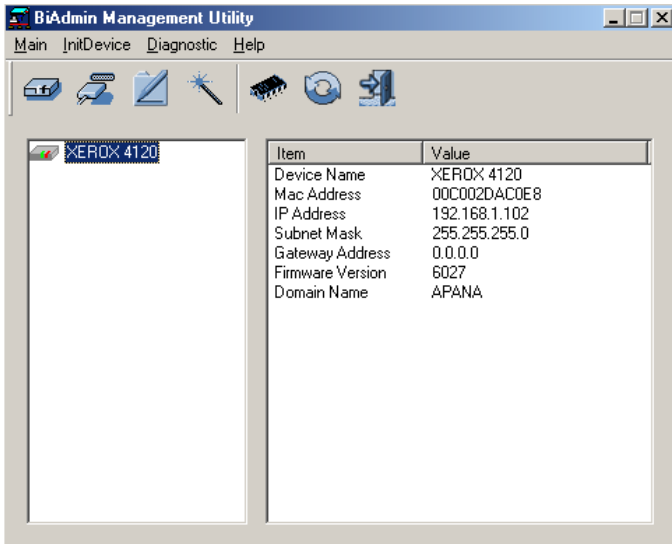 BiAdmin Management Utility
Main InitDevice Diagnostic Help
XEROX 4120
Item Value
Device Name XEROX 4120
Mac Address 00C002DAC0E8
IP Address 192.168.1.102
Subnet Mask 255.255.255.0
Gateway Address 0.0.0.0
Firmware Version 6027
Domain Name APANA